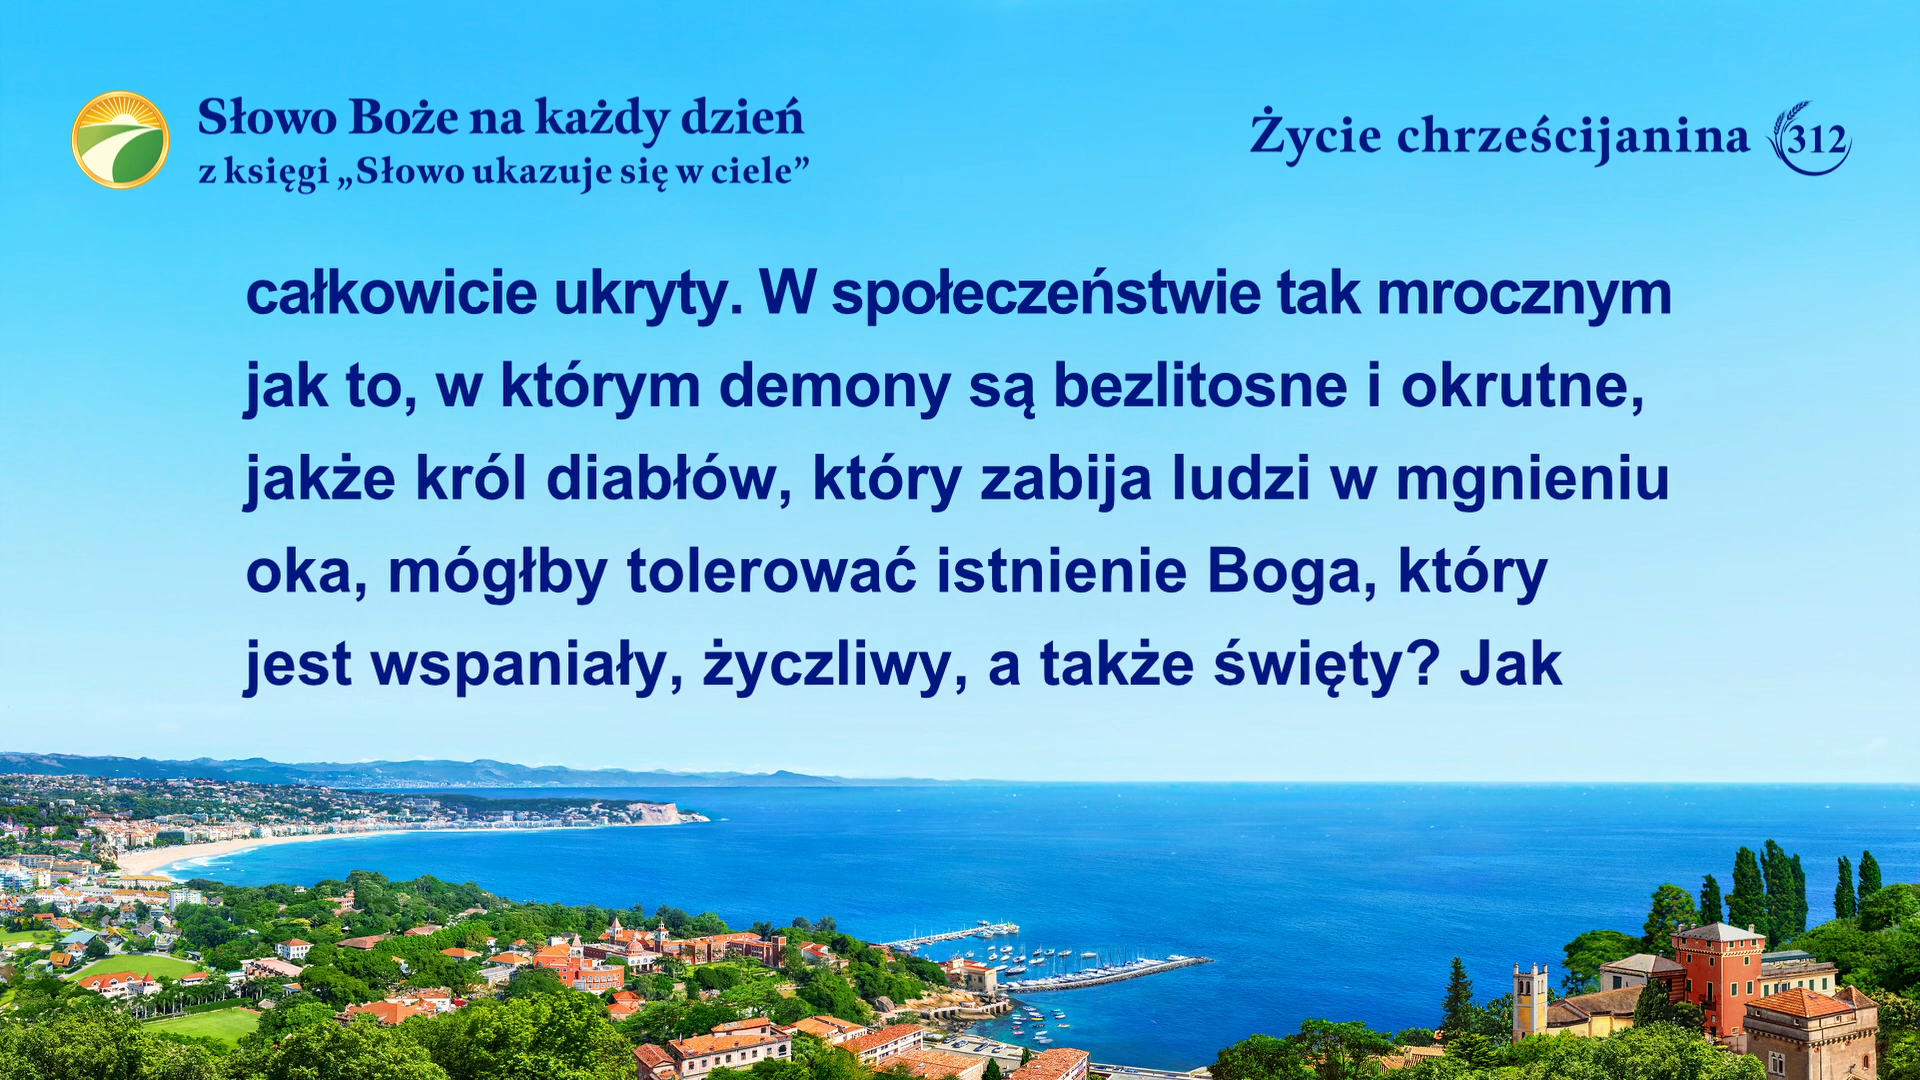 Słowo Boże na każdy dzień
z księgi „Słowo ukazuje się w ciele”
Życie chrześcijanina 312
całkowicie ukryty. W społeczeństwie tak mrocznym
jak to, w którym demony są bezlitosne i okrutne,
jakże król diabłów, który zabija ludzi w mgnieniu
oka, mógłby tolerować istnienie Boga, który
jest wspaniały, życzliwy, a także święty? Jak